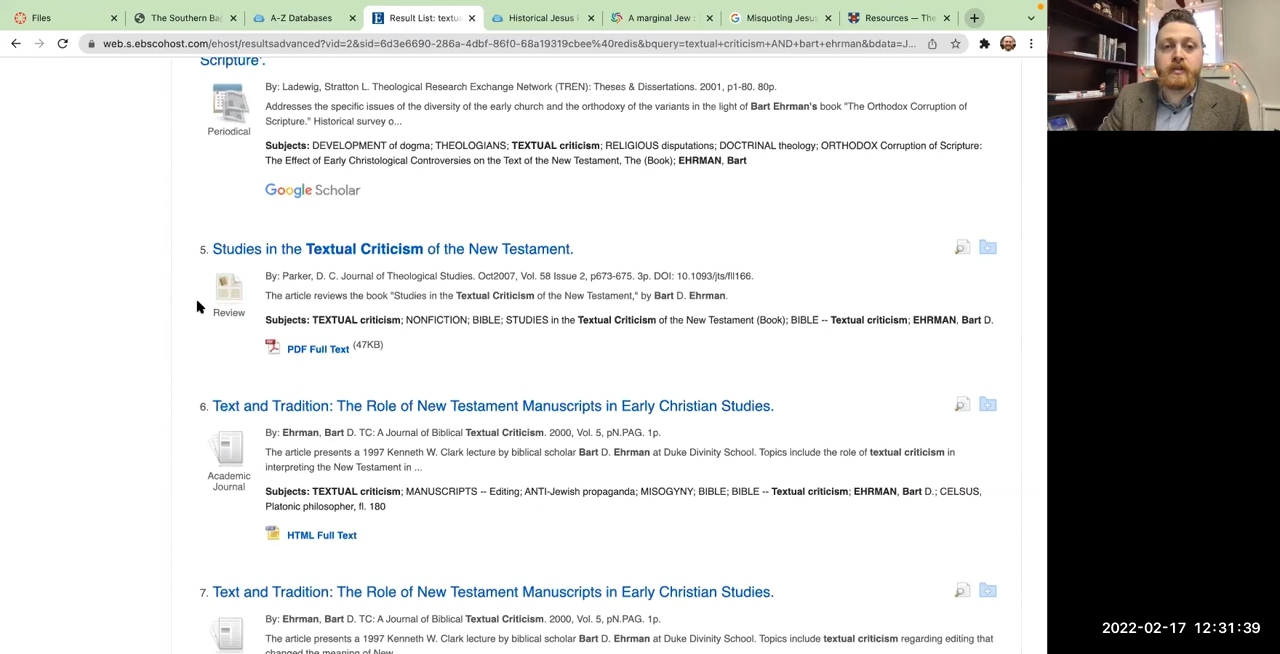 Files
The Southern Ba
A-Z Databases
Result List: textua
Historical Jesus
A marginal Jew :
Misquoting Jesus
Resources — The
web.s.ebscohost.com/ehost/resultsadvanced?vid=2&sid=6d3e6690-286a-4dbf-86f0-68a19319cbee%40redis&bquery=textual+criticism+AND+bart+ehrman&bdata=J...
Scripture'.
By: Ladewig, Stratton L. Theological Research Exchange Network (TREN): Theses & Dissertations. 2001, p1-80. 80p.
Addresses the specific issues of the diversity of the early church and the orthodoxy of the variants in the light of Bart Ehrman's book "The Orthodox Corruption of
Scripture." Historical survey o...
Periodical
Subjects: DEVELOPMENT of dogma; THEOLOGIANS; TEXTUAL criticism; RELIGIOUS disputations; DOCTRINAL theology; ORTHODOX Corruption of Scripture:
The Effect of Early Christological Controversies on the Text of the New Testament, The (Book); EHRMAN, Bart
Google Scholar
5. Studies in the Textual Criticism of the New Testament.
By: Parker, D. C. Journal of Theological Studies. Oct2007, Vol. 58 Issue 2, p673-675. 3p. DOI: 10.1093/jts/fll166.
The article reviews the book "Studies in the Textual Criticism of the New Testament," by Bart D. Ehrman.
Review
Subjects: TEXTUAL criticism; NONFICTION; BIBLE; STUDIES in the Textual Criticism of the New Testament (Book); BIBLE -- Textual criticism; EHRMAN, Bart D.
PDF Full Text (47KB)
6. Text and Tradition: The Role of New Testament Manuscripts in Early Christian Studies.
By: Ehrman, Bart D. TC: A Journal of Biblical Textual Criticism. 2000, Vol. 5, pN.PAG. 1p.
The article presents a 1997 Kenneth W. Clark lecture by biblical scholar Bart D. Ehrman at Duke Divinity School. Topics include the role of textual criticism in
interpreting the New Testament in ...
Academic
Journal
Subjects: TEXTUAL criticism; MANUSCRIPTS -- Editing; ANTI-Jewish propaganda; MISOGYNY; BIBLE; BIBLE -- Textual criticism; EHRMAN, Bart D.; CELSUS,
Platonic philosopher, fl. 180
HTML Full Text
7. Text and Tradition: The Role of New Testament Manuscripts in Early Christian Studies.
By: Ehrman, Bart D. TC: A Journal of Biblical Textual Criticism. 2000, Vol. 5, pN.PAG. 1p.
The article presents a 1997 Kenneth W. Clark lecture by biblical scholar Bart D. Ehrman at Duke Divinity School. Topics include textual criticism regarding editing that
changed the meaning of New...
2022-02-17 12:31:39